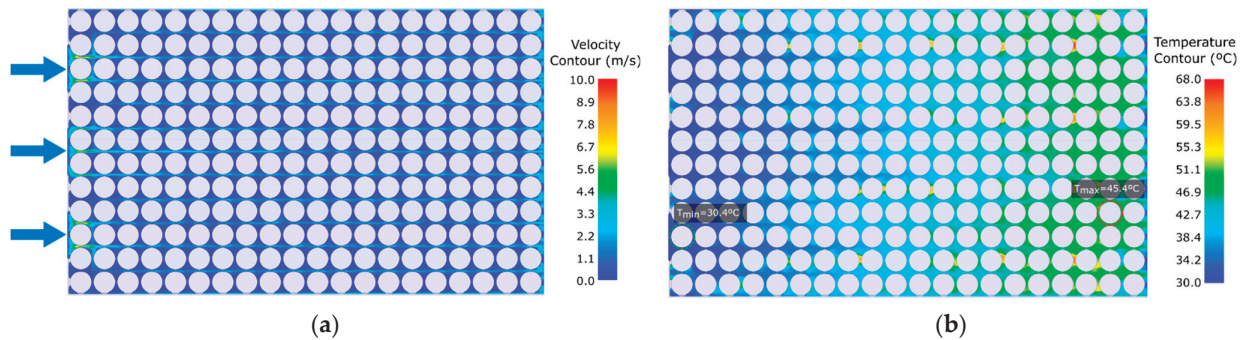 Velocity
Contour (m/s)
10.0
8.9
7.8
6.7
5.6
4.4
3.3
2.2
1.1
0.0
(a)
Temperature
Contour (ºC)
68.0
63.8
59.5
55.3
51.1
46.9
42.7
38.4
34.2
30.0
Tmax=45.4ºC
Tmin=30.4ºC
(b)